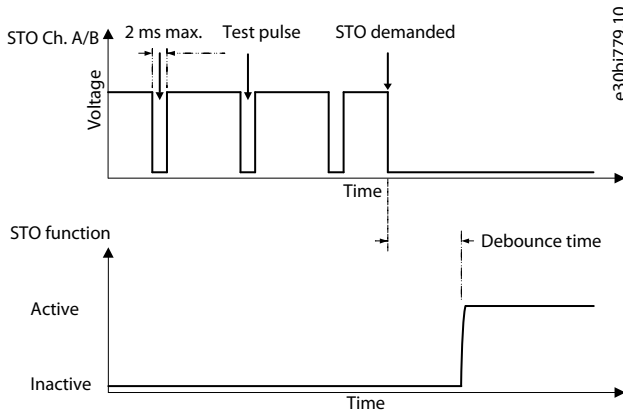 STO Ch. A/B
2 ms max.
Test pulse
STO demanded
e30bj779.10
Voltage
Time
STO function
Debounce time
Active
Inactive
Time